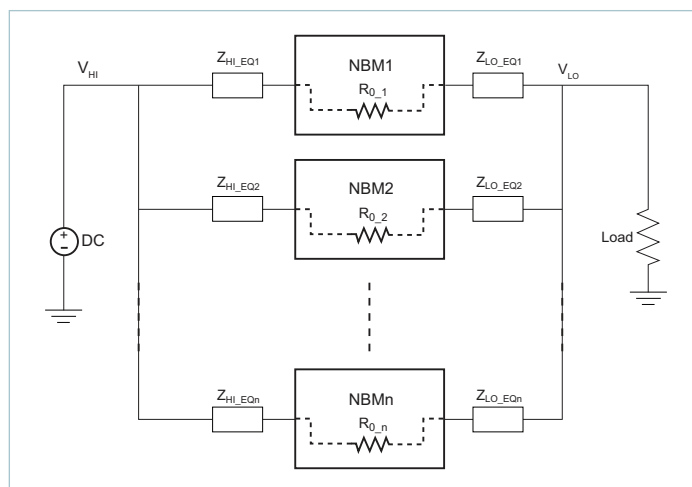 Z_HI_EQ1
NBM1
Z_LO_EQ1
V_HI
R_0_1
V_LO
Z_HI_EQ2
NBM2
Z_LO_EQ2
R_0_2
+
–
DC
Load
Z_HI_EQn
NBMn
Z_LO_EQn
R_0_n